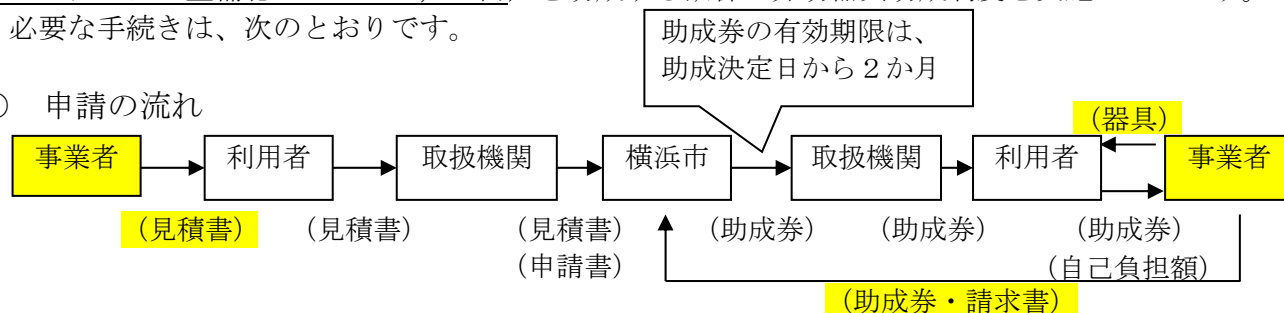 必要な手続きは、次のとおりです。
助成券の有効期限は、
助成決定日から２か月
申請の流れ
（器具）
事業者 利用者 取扱機関 横浜市 取扱機関 利用者 事業者
（見積書） （見積書） （見積書） （助成券） （助成券） （助成券）
（申請書） （自己負担額）
（助成券・請求書）